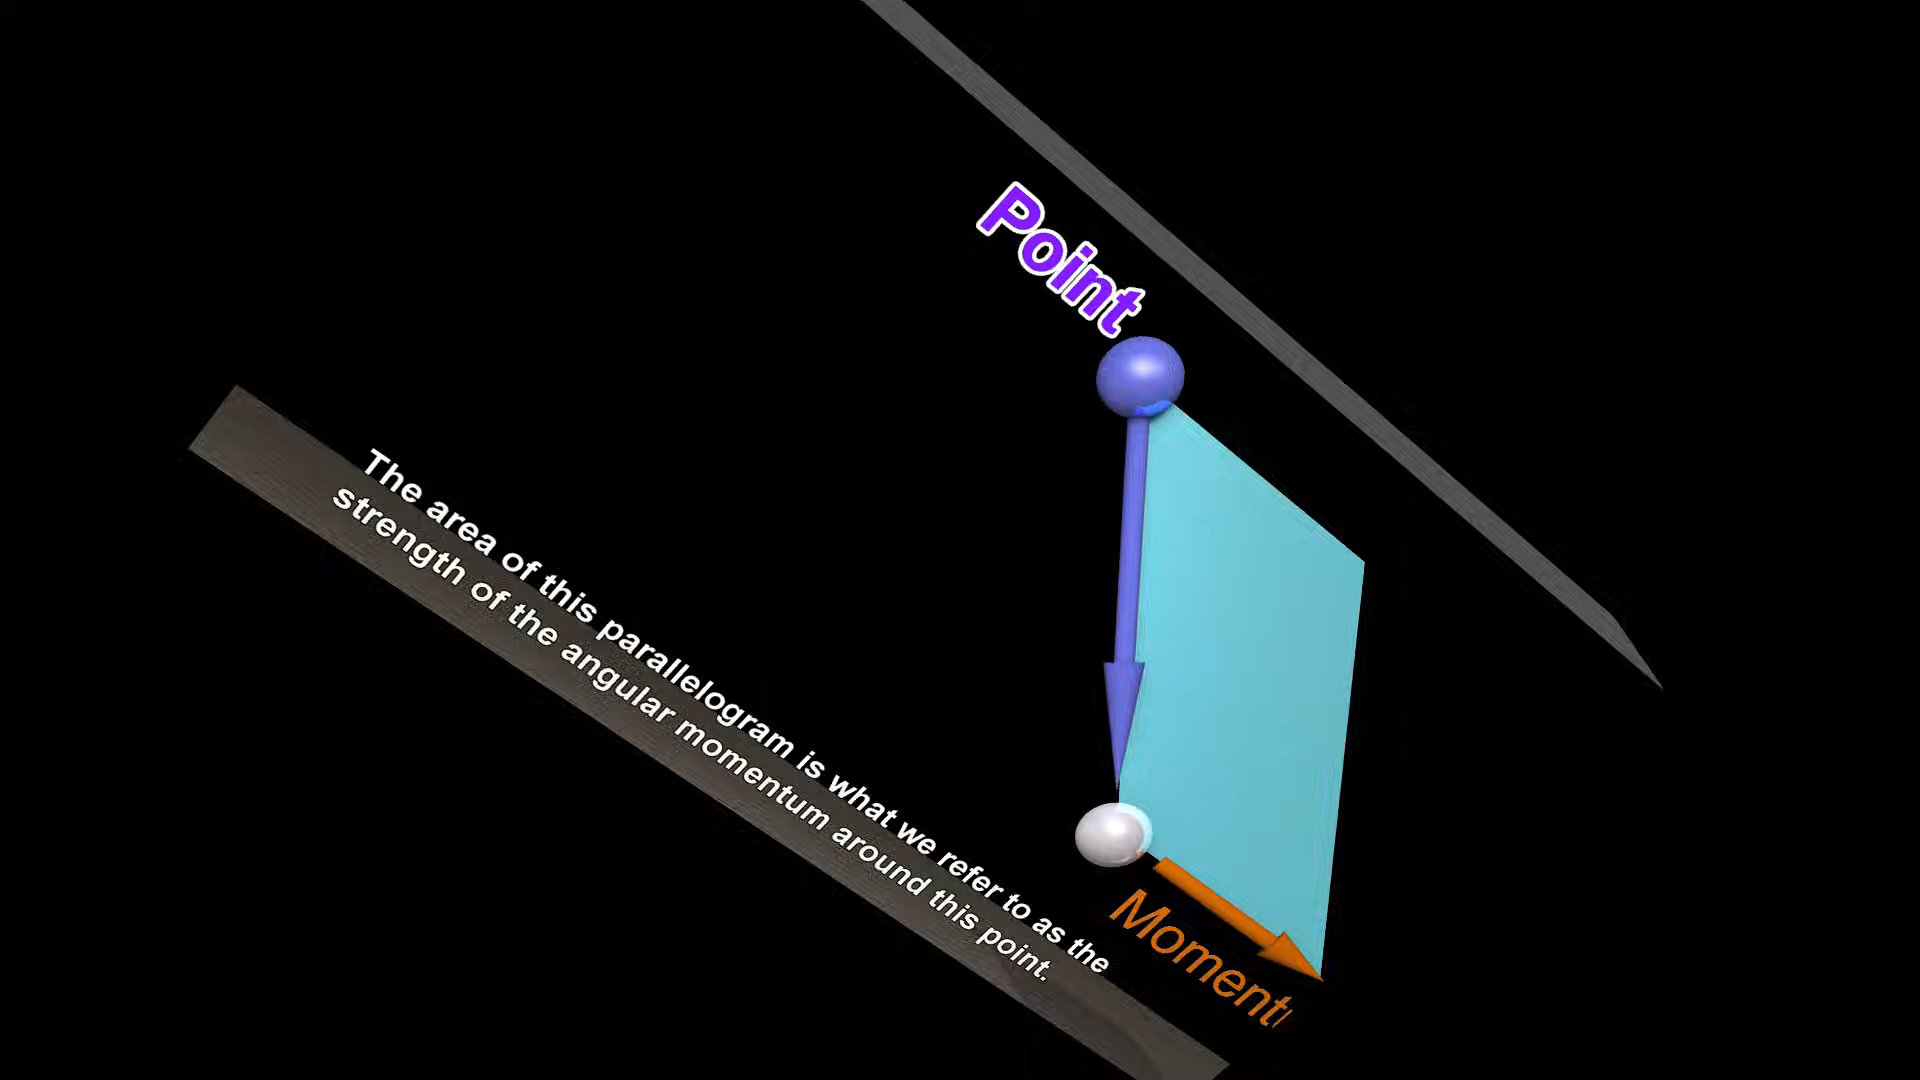 Point
The area of this parallelogram is what we refer to as the
strength of the angular momentum around this point.